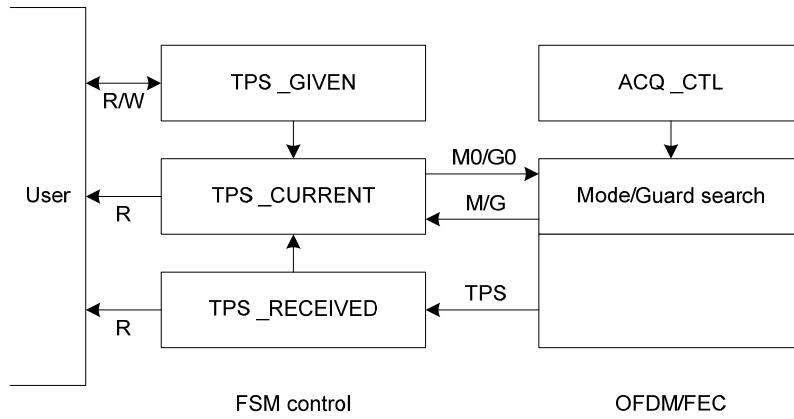 TPS _GIVEN
ACQ _CTL
R/W
M0/G0
User
TPS _CURRENT
Mode/Guard search
R
M/G
TPS _RECEIVED
TPS
R
FSM control
OFDM/FEC